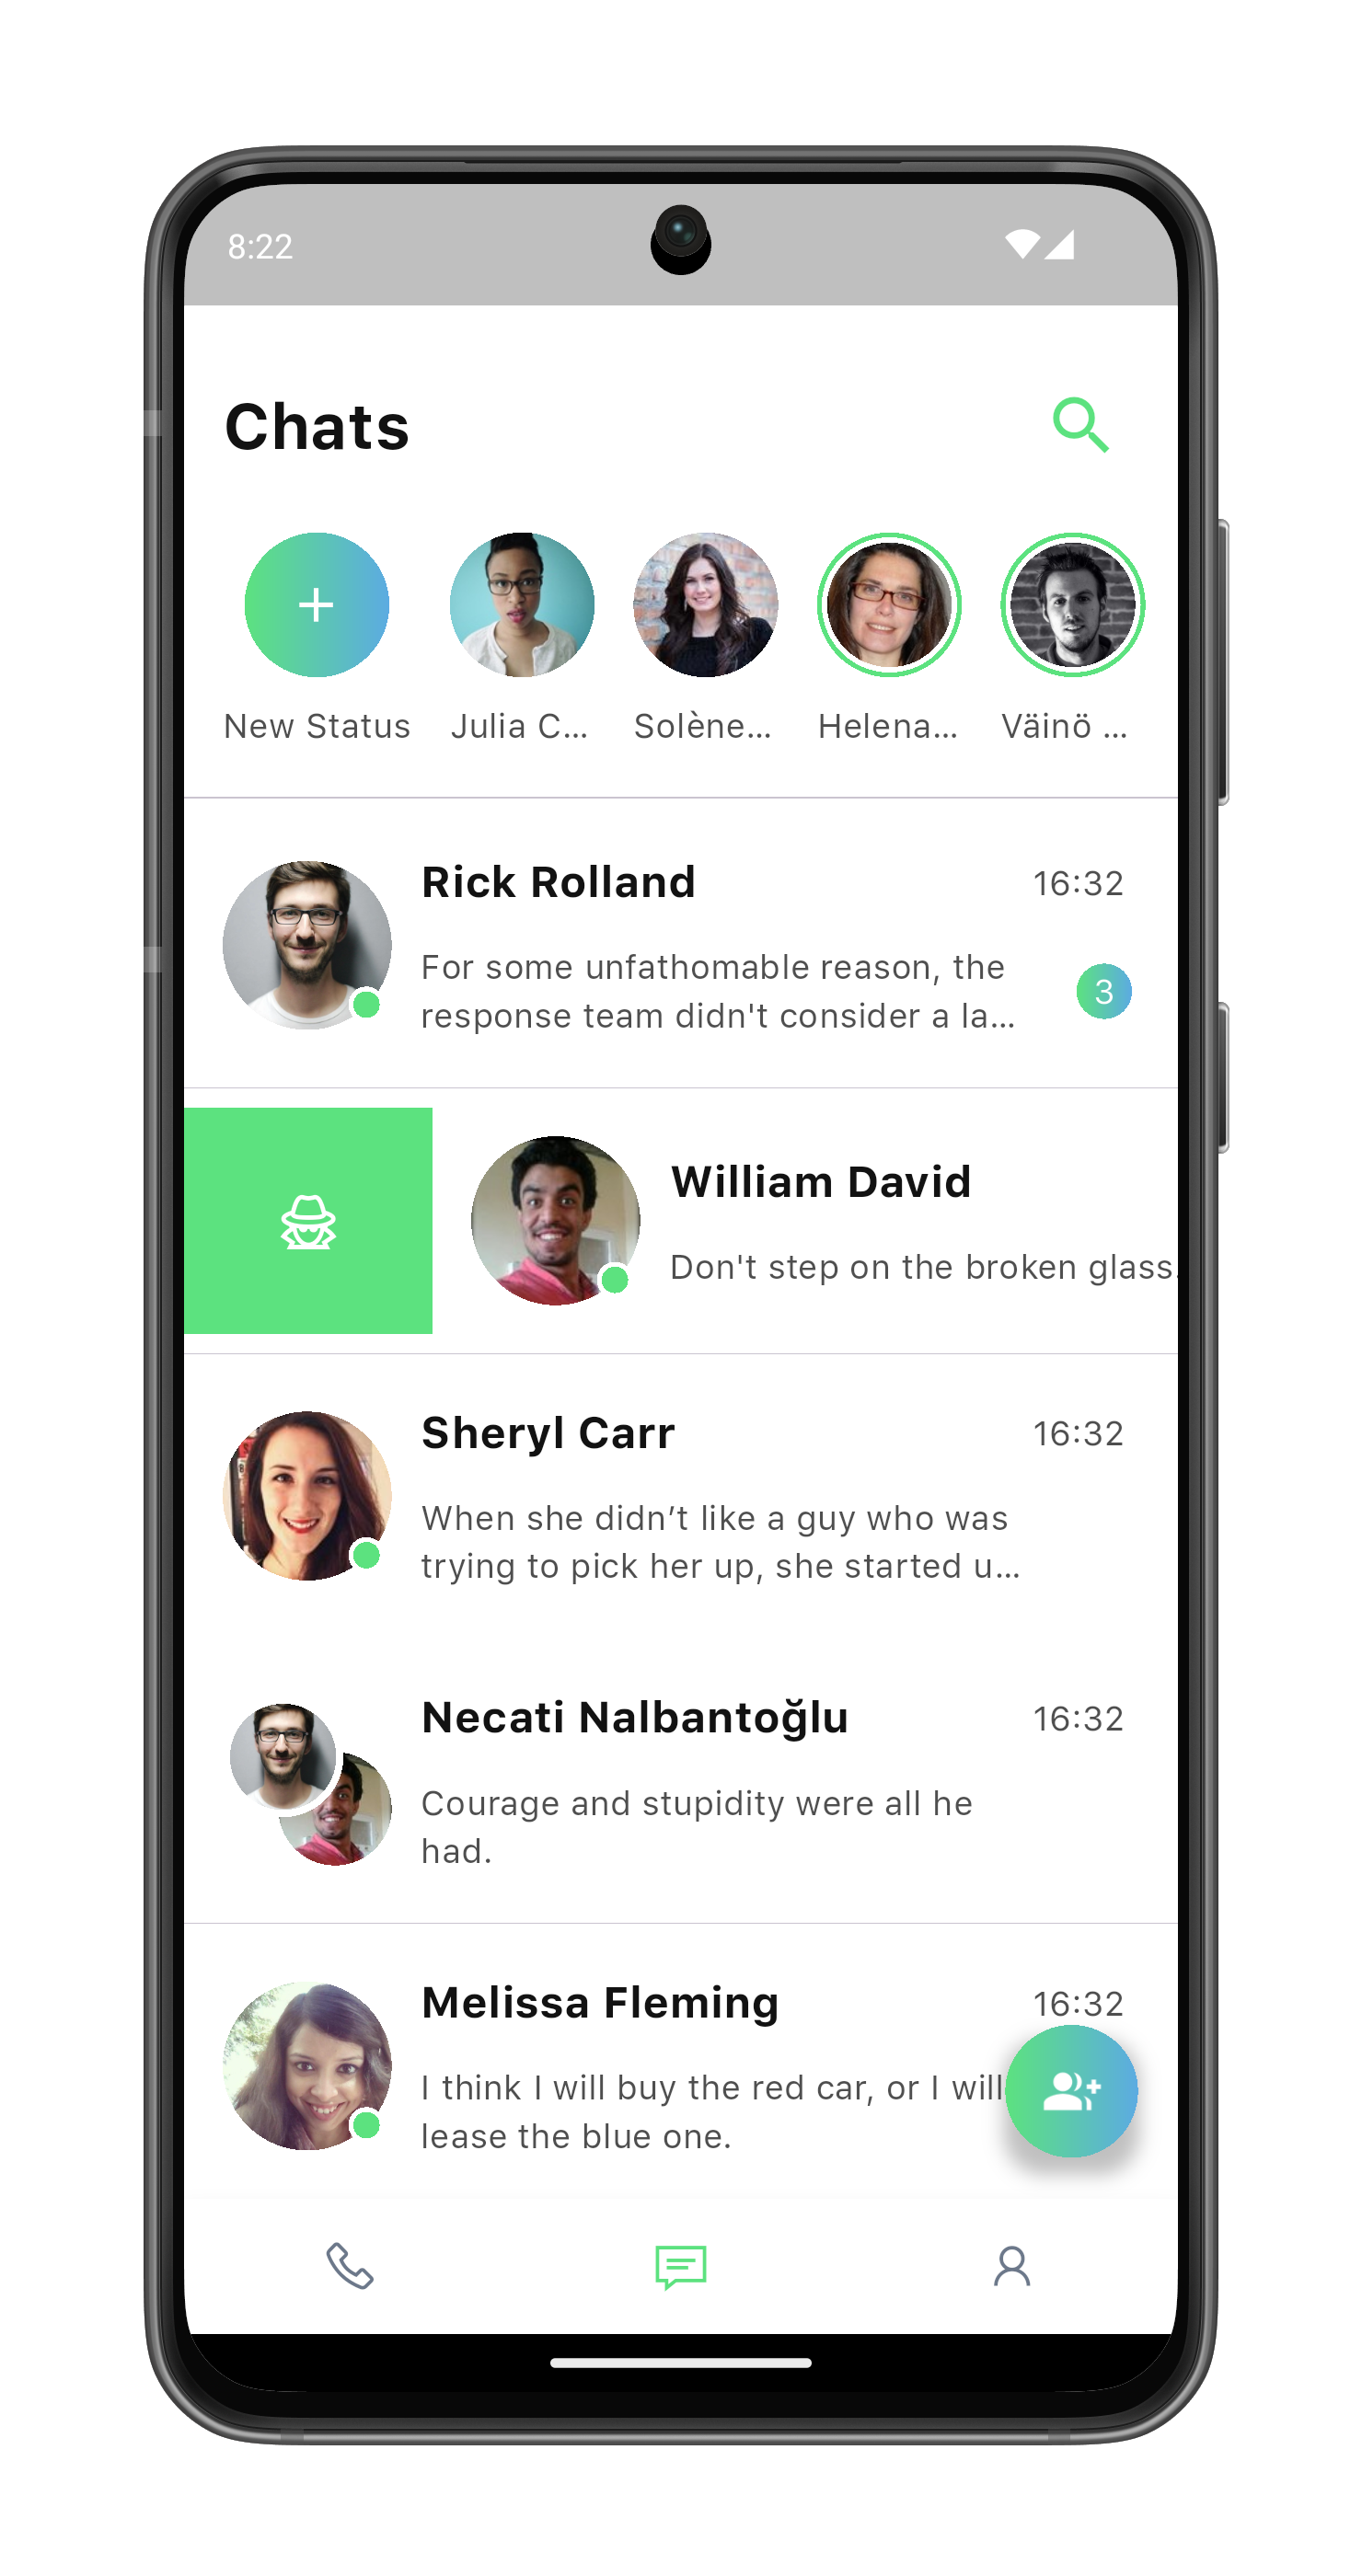 8:22
Chats
New Status
Julia C...
Solène...
Helena...
Väinö ...
Rick Rolland
16:32
For some unfathomable reason, the
response team didn't consider a la...
3
William David
Don't step on the broken glass.
Sheryl Carr
16:32
When she didn’t like a guy who was
trying to pick her up, she started u...
Necati Nalbantoğlu
16:32
Courage and stupidity were all he
had.
Melissa Fleming
16:32
I think I will buy the red car, or I will
lease the blue one.